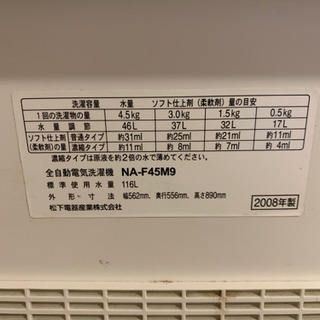 洗濯容量 水量 ソフト仕上剤(柔軟剤)量の目安
1回の洗濯物の量 4.5kg 3.0kg 1.5kg 0.5kg
水量調節 46L 37L 32L 17L
ソフト仕上剤(柔軟剤) 普通タイプ 約31ml 約25ml 約21ml 約11ml
濃縮タイプ 約11ml 約8ml 約7ml 約4ml
濃縮タイプは原液を約2倍の水で薄めてください。
全自動電気洗濯機 NA-F45M9
標準使用水量 116L
外形寸法 幅562mm、奥行556mm、高さ890mm
松下電器産業株式会社 2008年製